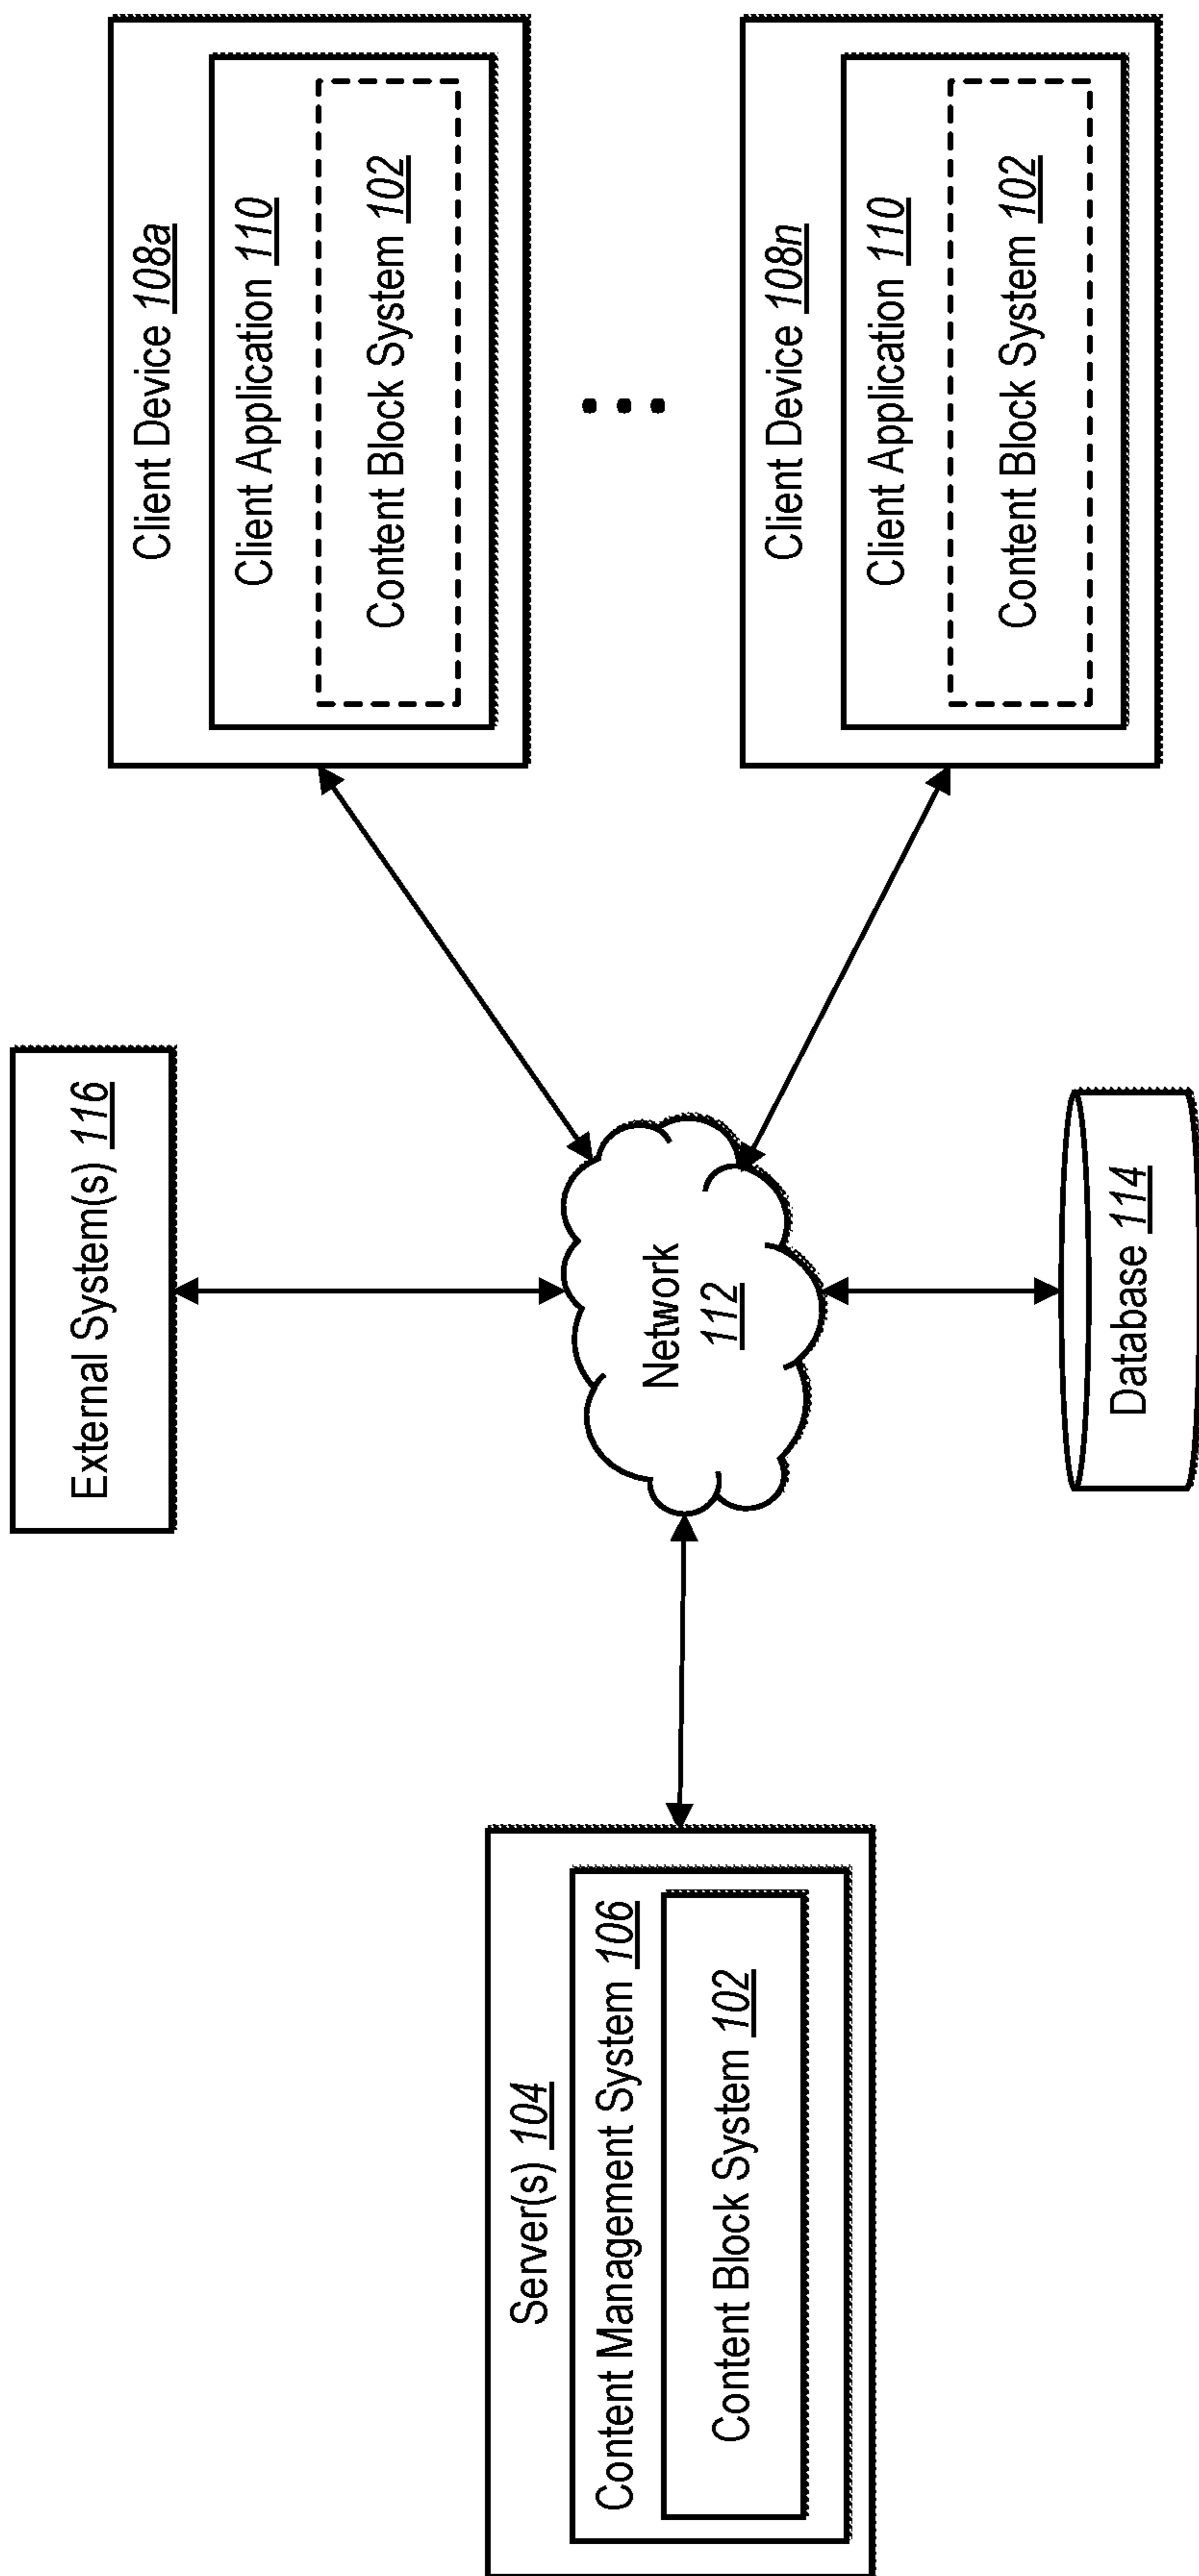 Server(s) 104
Content Management System 106
Content Block System 102
External System(s) 116
Network
112
Database 114
Client Device 108a
Client Application 110
Content Block System 102
Client Device 108n
Client Application 110
Content Block System 102